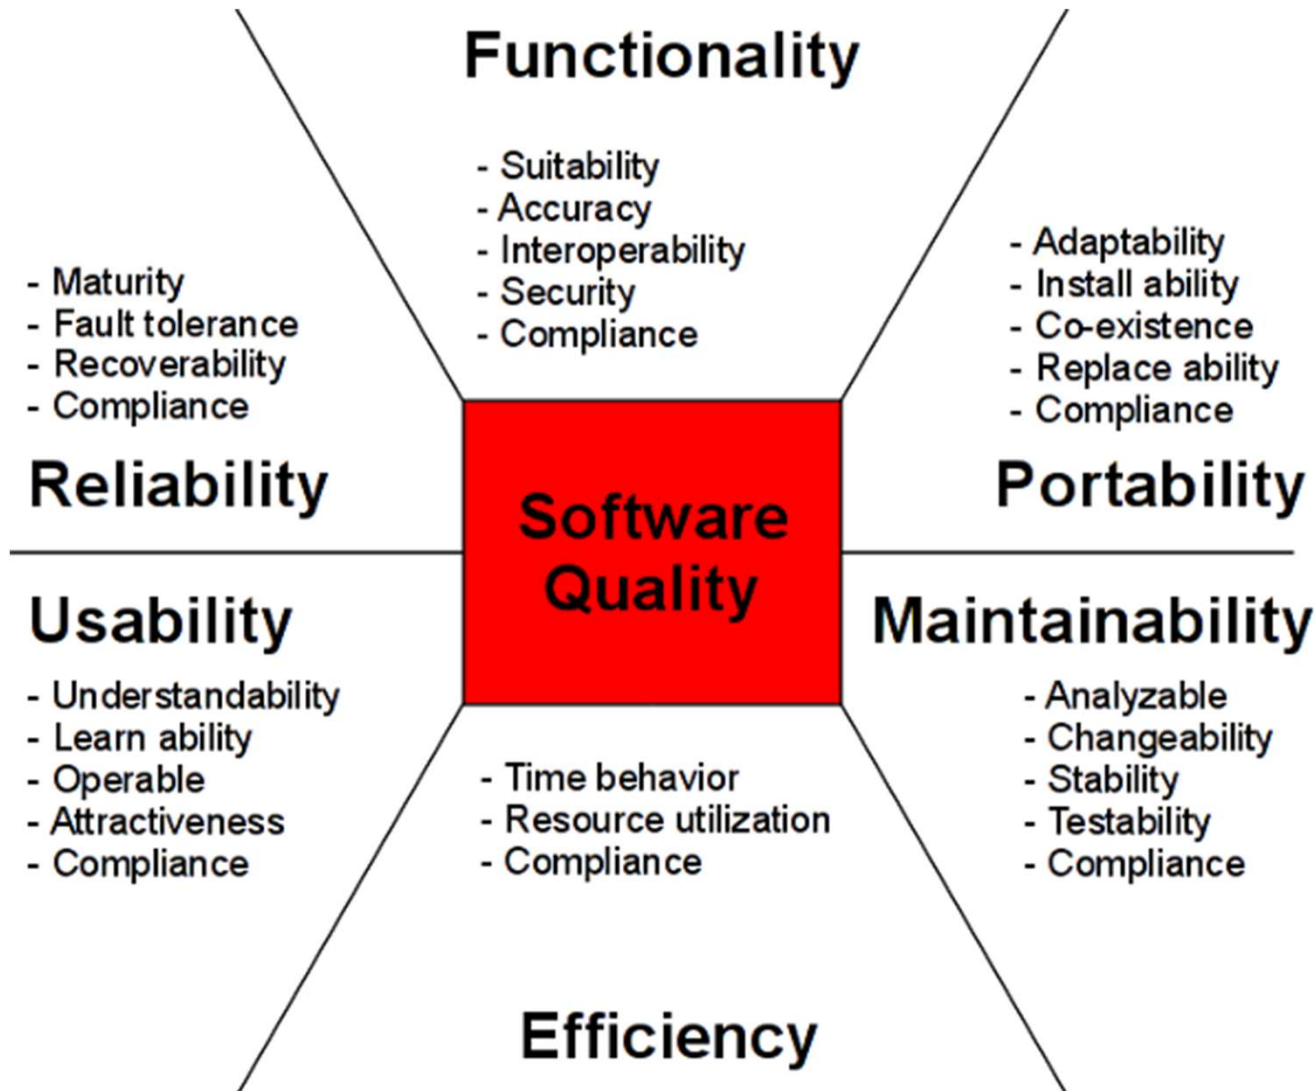 Functionality
- Suitability
- Accuracy
- Interoperability
- Security
- Compliance
- Maturity
- Fault tolerance
- Recoverability
- Compliance
Reliability
- Adaptability
- Install ability
- Co-existence
- Replace ability
- Compliance
Portability
Software
Quality
Usability
- Understandability
- Learn ability
- Operable
- Attractiveness
- Compliance
Maintainability
- Analyzable
- Changeability
- Stability
- Testability
- Compliance
- Time behavior
- Resource utilization
- Compliance
Efficiency